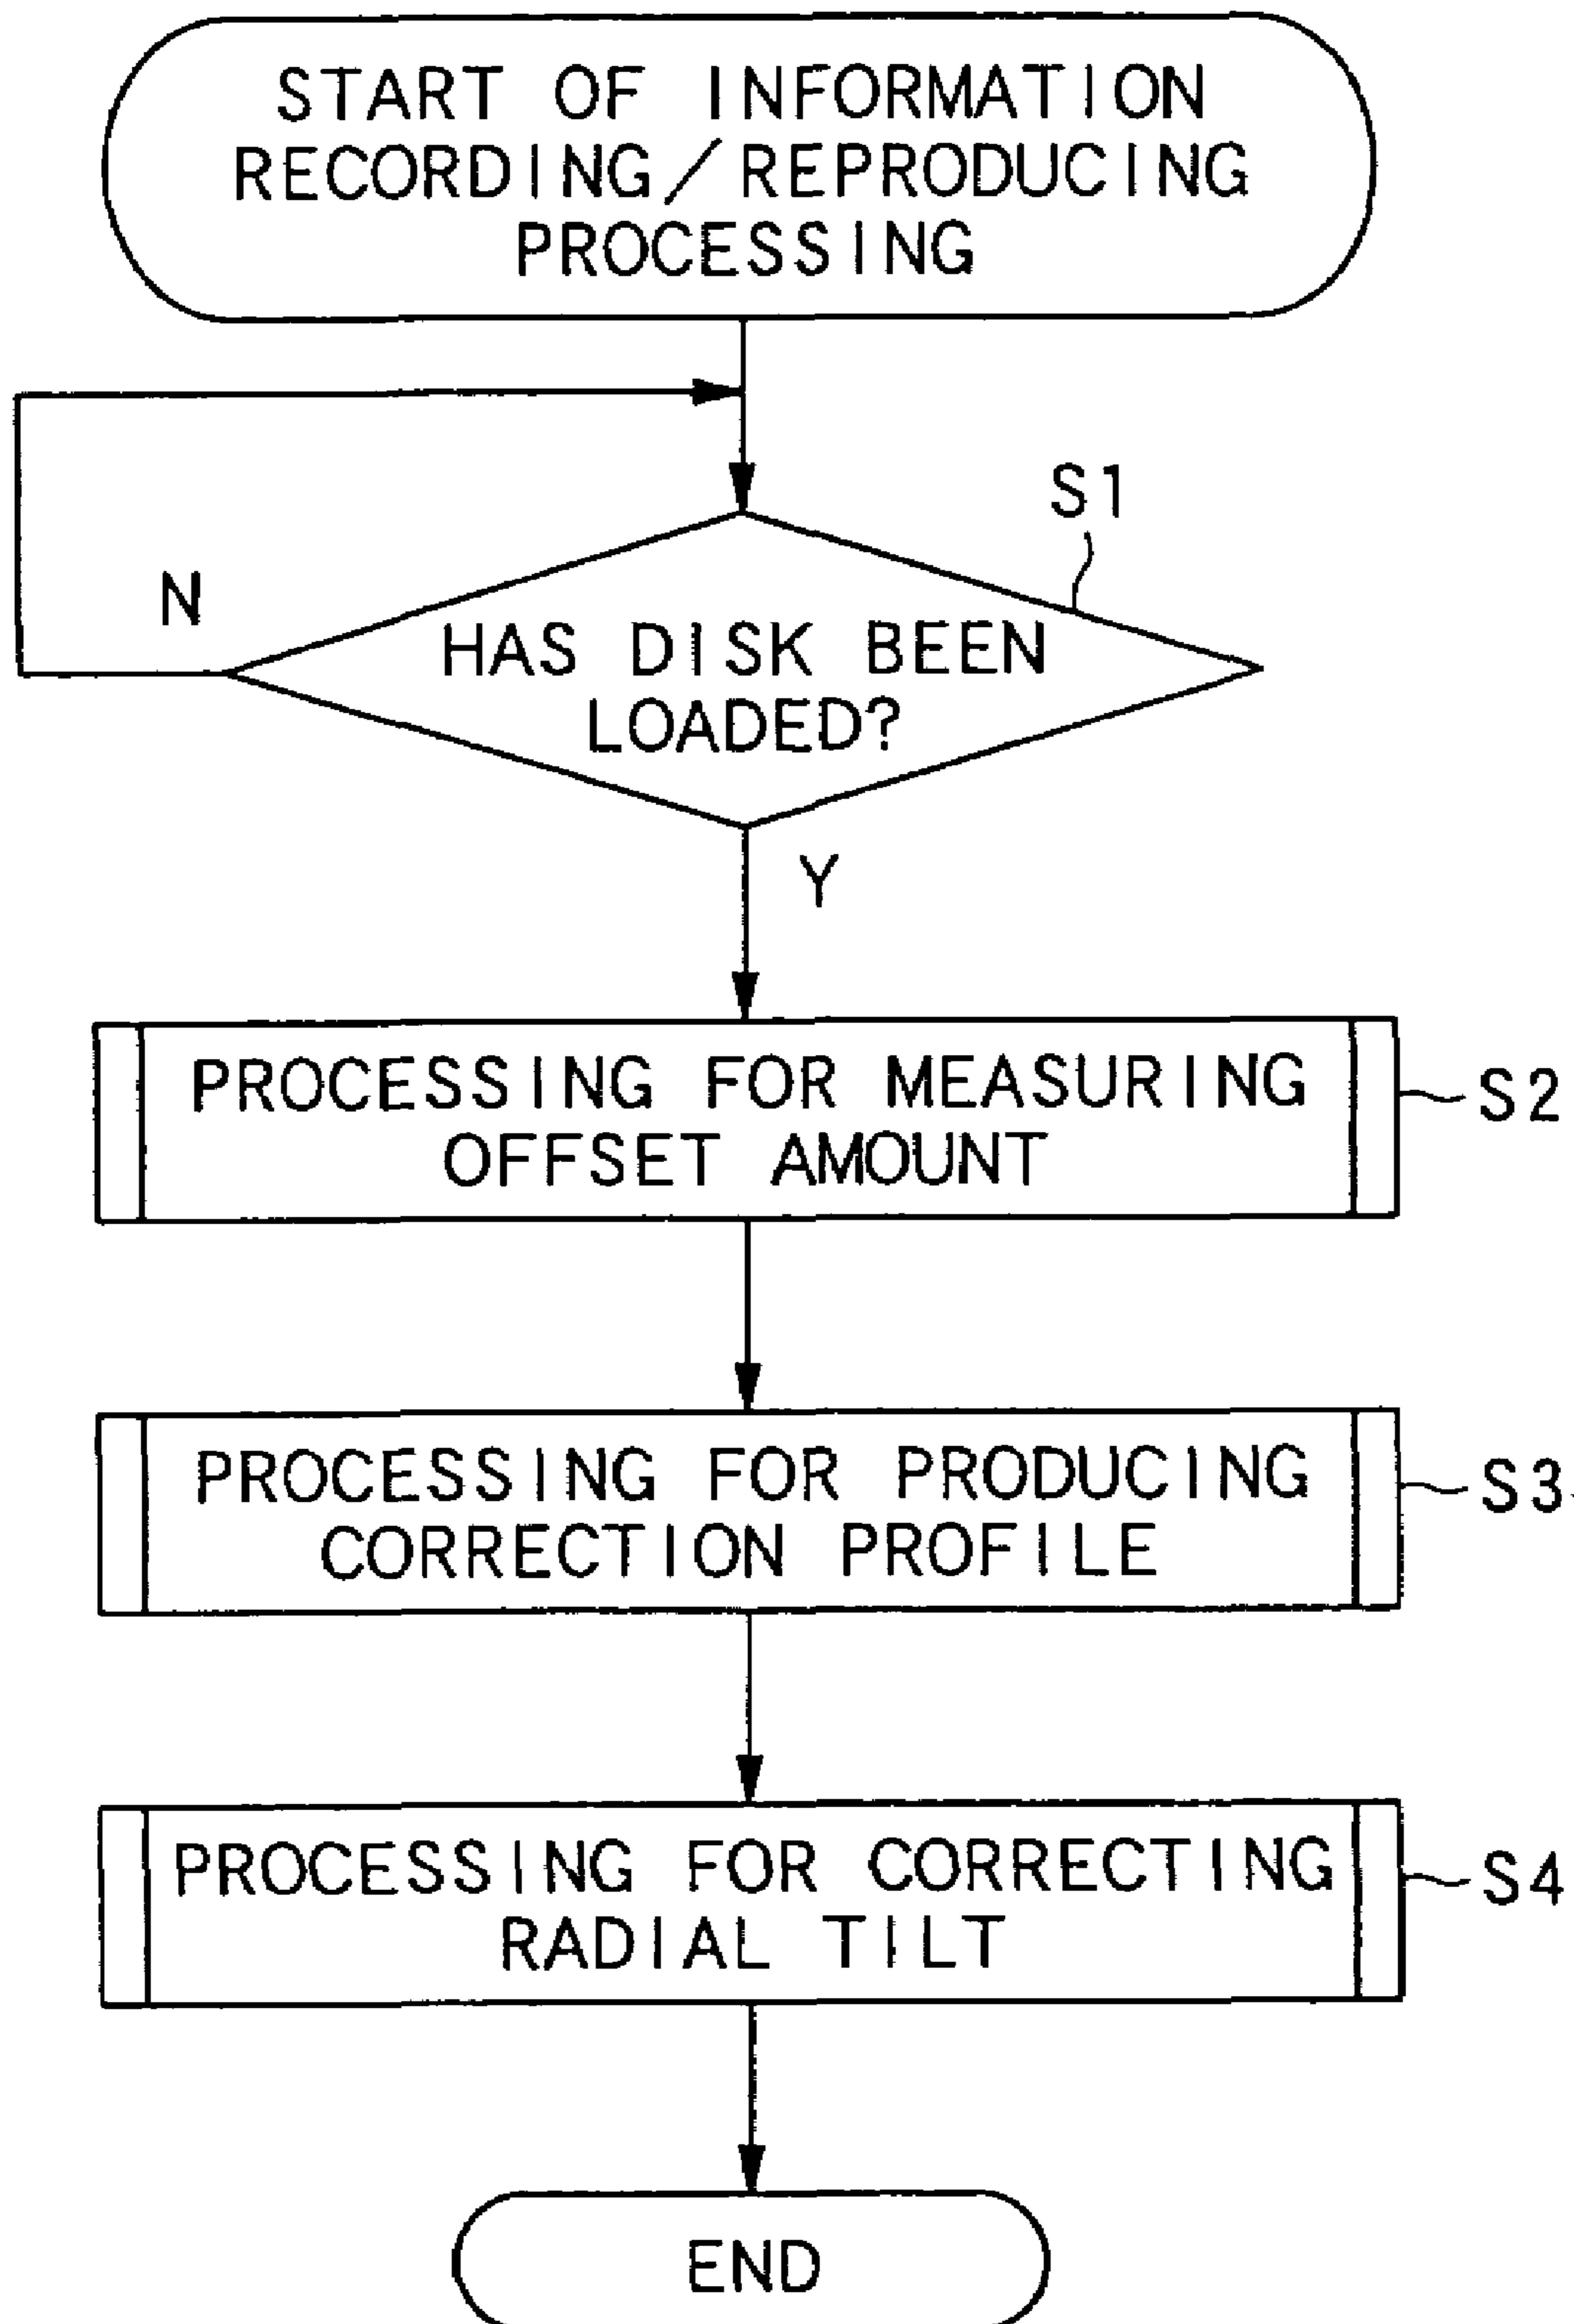 START OF INFORMATION
RECORDING/REPRODUCING
PROCESSING
S1
N
HAS DISK BEEN
LOADED?
Y
PROCESSING FOR MEASURING
OFFSET AMOUNT
S2
PROCESSING FOR PRODUCING
CORRECTION PROFILE
S3
PROCESSING FOR CORRECTING
RADIAL TILT
S4
END